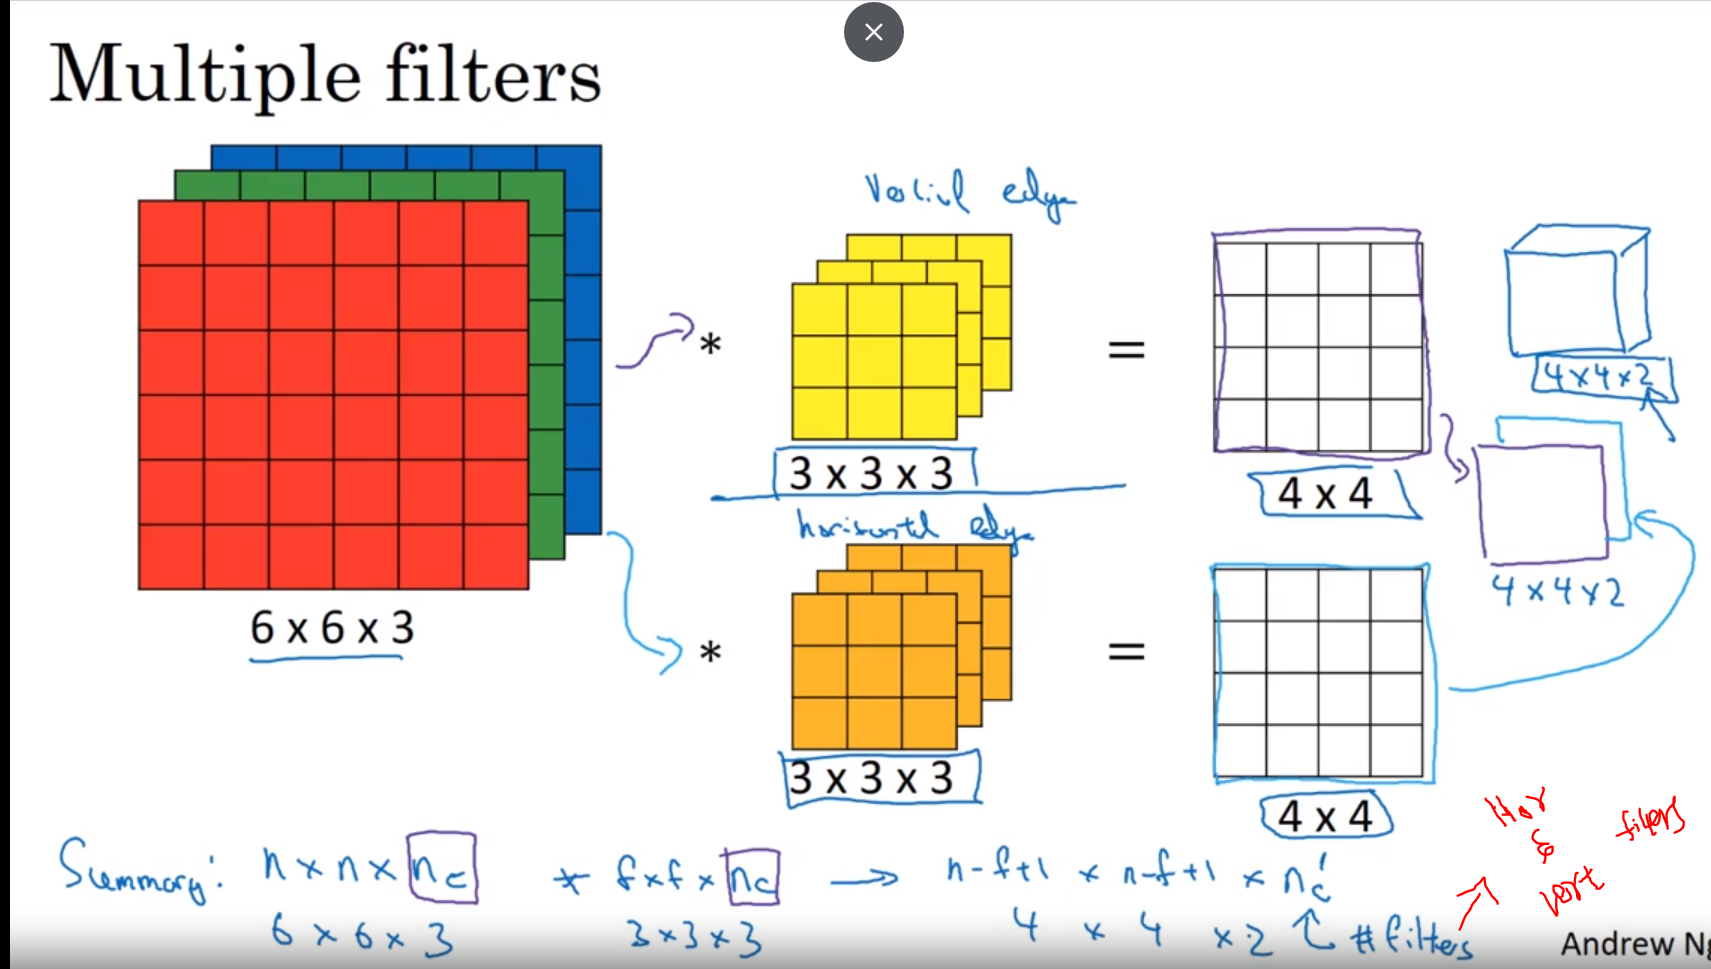 Multiple filters
Vertical edge
* =
3 x 3 x 3
4 x 4
4x4x2
horizontal edge
4x4x2
6 x 6 x 3
* =
3 x 3 x 3
4 x 4
Hor & vert filters
Summary: n x n x nc * f x f x nc → n-f+1 x n-f+1 x nc'
6 x 6 x 3 3x3x3 4 x 4 x 2 #filters
Andrew Ng